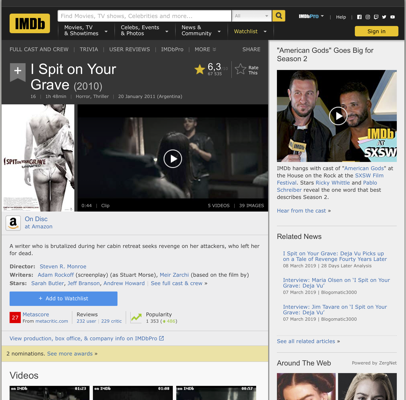 IMDb
Find Movies, TV shows, Celebrities and more...
All
Movies, TV & Showtimes
Celebs, Events & Photos
News & Community
Watchlist
IMDbPro
Help
Sign in
FULL CAST AND CREW | TRIVIA | USER REVIEWS | IMDbPro | MORE
SHARE
I Spit on Your Grave (2010)
6,3
Rate This
16 | 1h 48min | Horror, Thriller | 20 January 2011 (Argentina)
I SPIT ON YOUR GRAVE
0:44 | Clip
5 VIDEOS | 39 IMAGES
On Disc
at Amazon
A writer who is brutalized during her cabin retreat seeks revenge on her attackers, who left her for dead.
Director: Steven R. Monroe
Writers: Adam Rockoff (screenplay) (as Stuart Morse), Meir Zarchi (based on the film by)
Stars: Sarah Butler, Jeff Branson, Andrew Howard | See full cast & crew »
+ Add to Watchlist
27
Metascore
From metacritic.com
Reviews
232 user | 229 critic
Popularity
View production, box office, & company info on IMDbPro
2 nominations. See more awards »
Videos
"American Gods" Goes Big for Season 2
IMDb
AT
SXSW
IMDb hangs with cast of "American Gods" at the House on the Rock at the SXSW Film Festival. Stars Ricky Whittle and Pablo Schreiber reveal the one word that best describes Season 2.
Hear from the cast »
Related News
I Spit on Your Grave: Deja Vu Picks up on a Tale of Revenge Fourty Years Later
08 March 2019 | 28 Days Later Analysis
Interview: Maria Olsen on 'I Spit on Your Grave: Deja Vu'
07 March 2019 | Blogomatic3000
Interview: Jim Tavare on 'I Spit on Your Grave: Deja Vu'
07 March 2019 | Blogomatic3000
See all related articles »
Around The Web
Powered by ZergNet